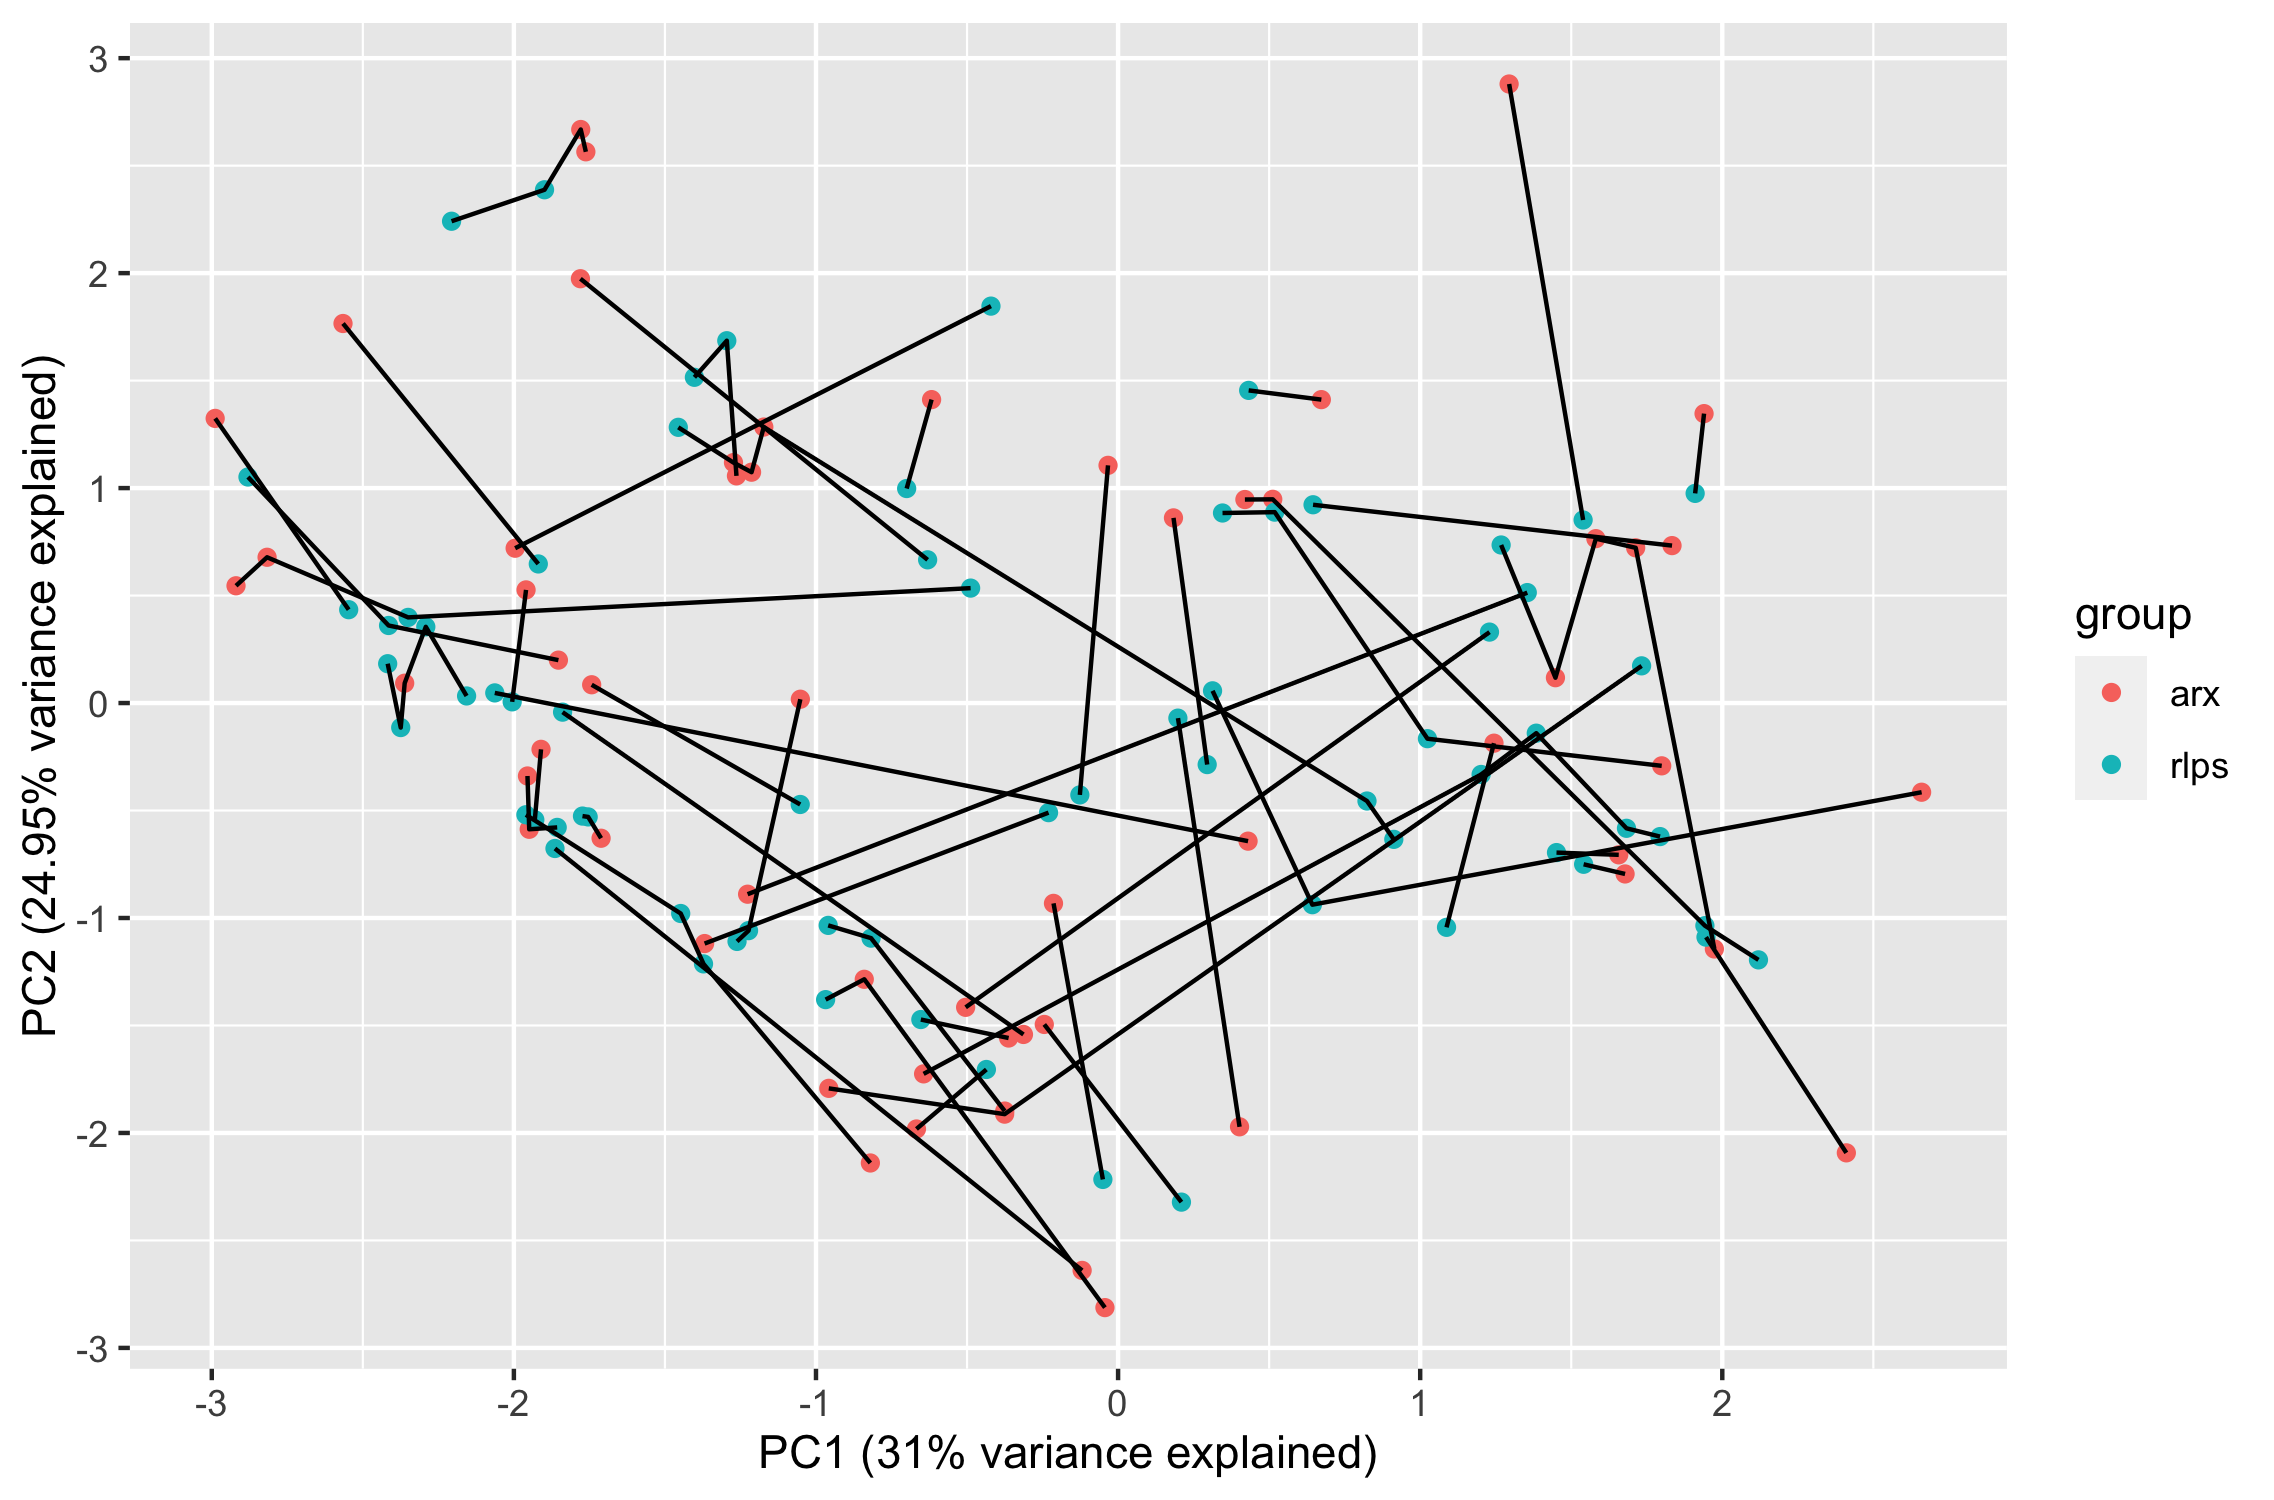 3
2
1
0
-1
-2
-3
PC2 (24.95% variance explained)
-3
-2
-1
0
1
2
PC1 (31% variance explained)
group
arx
rlps